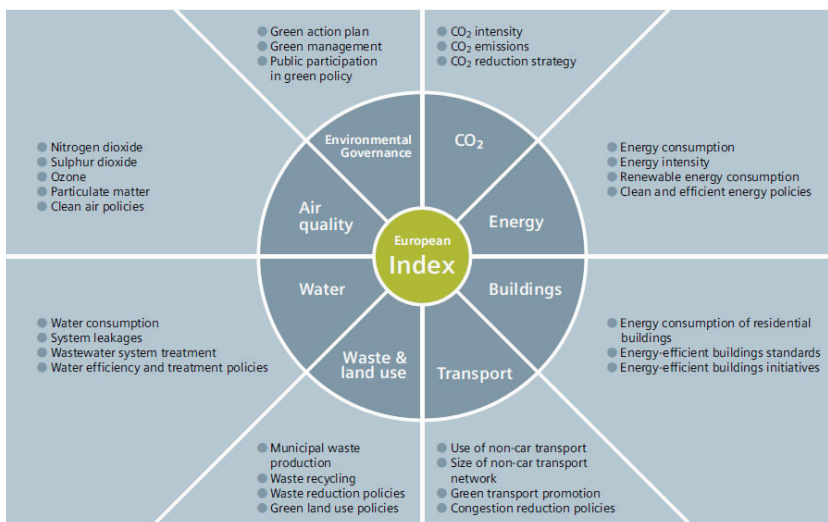 Green action plan
Green management
Public participation
in green policy
CO₂ intensity
CO₂ emissions
CO₂ reduction strategy
Nitrogen dioxide
Sulphur dioxide
Ozone
Particulate matter
Clean air policies
Environmental
Governance
CO₂
Energy consumption
Energy intensity
Renewable energy consumption
Clean and efficient energy policies
Air
quality
Energy
European
Index
Water
Buildings
Water consumption
System leakages
Wastewater system treatment
Water efficiency and treatment policies
Waste &
land use
Transport
Energy consumption of residential
buildings
Energy-efficient buildings standards
Energy-efficient buildings initiatives
Municipal waste
production
Waste recycling
Waste reduction policies
Green land use policies
Use of non-car transport
Size of non-car transport
network
Green transport promotion
Congestion reduction policies